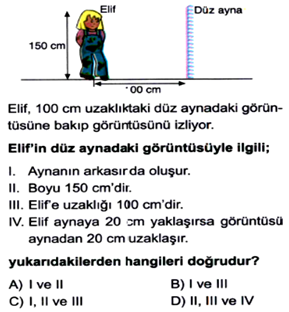 Elif
Düz ayna
150 cm
100 cm
Elif, 100 cm uzaklıktaki düz aynadaki görün-
tüsüne bakıp görüntüsünü izliyor.
Elif'in düz aynadaki görüntüsüyle ilgili;
I. Aynanın arkasında oluşur.
II. Boyu 150 cm'dir.
III. Elif'e uzaklığı 100 cm'dir.
IV. Elif aynaya 20 cm yaklaşırsa görüntüsü
aynadan 20 cm uzaklaşır.
yukarıdakilerden hangileri doğrudur?
A) I ve II
B) I ve III
C) I, II ve III
D) II, III ve IV